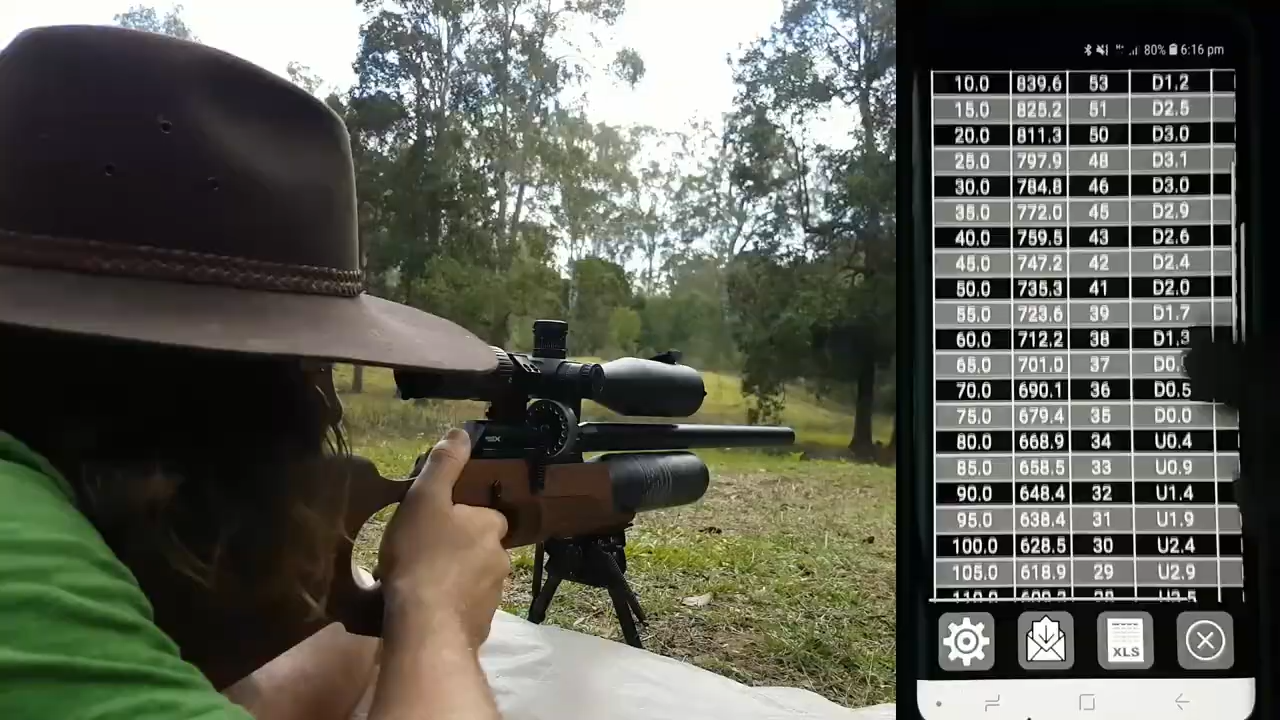 80% 6:16 pm
10.0 839.6 53 D1.2
15.0 825.2 51 D2.5
20.0 811.3 50 D3.0
25.0 797.9 48 D3.1
30.0 784.8 46 D3.0
35.0 772.0 45 D2.9
40.0 759.5 43 D2.6
45.0 747.2 42 D2.4
50.0 735.3 41 D2.0
55.0 723.6 39 D1.7
60.0 712.2 38 D1.3
65.0 701.0 37 D0.
70.0 690.1 36 D0.5
75.0 679.4 35 D0.0
80.0 668.9 34 U0.4
85.0 658.5 33 U0.9
90.0 648.4 32 U1.4
95.0 638.4 31 U1.9
100.0 628.5 30 U2.4
105.0 618.9 29 U2.9
XLS